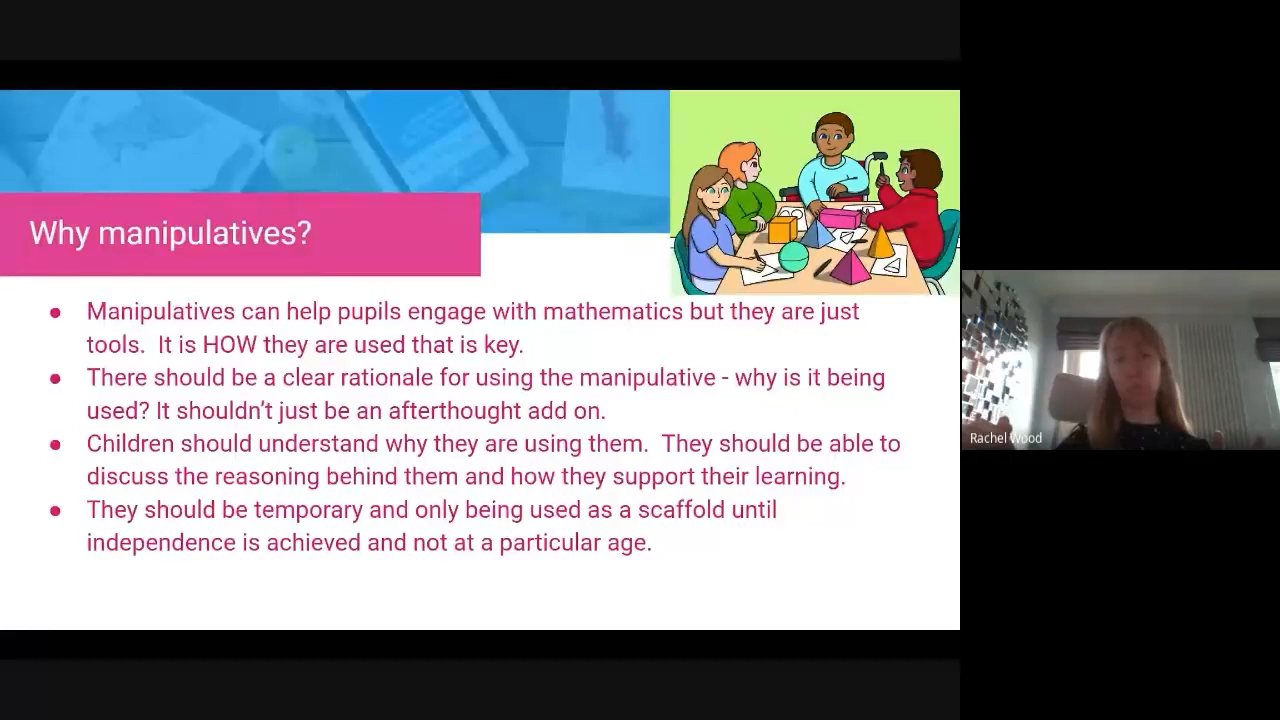 Why manipulatives?
● Manipulatives can help pupils engage with mathematics but they are just
tools.  It is HOW they are used that is key.
● There should be a clear rationale for using the manipulative - why is it being
used? It shouldn’t just be an afterthought add on.
● Children should understand why they are using them.  They should be able to
discuss the reasoning behind them and how they support their learning.
● They should be temporary and only being used as a scaffold until
independence is achieved and not at a particular age.
Rachel Wood